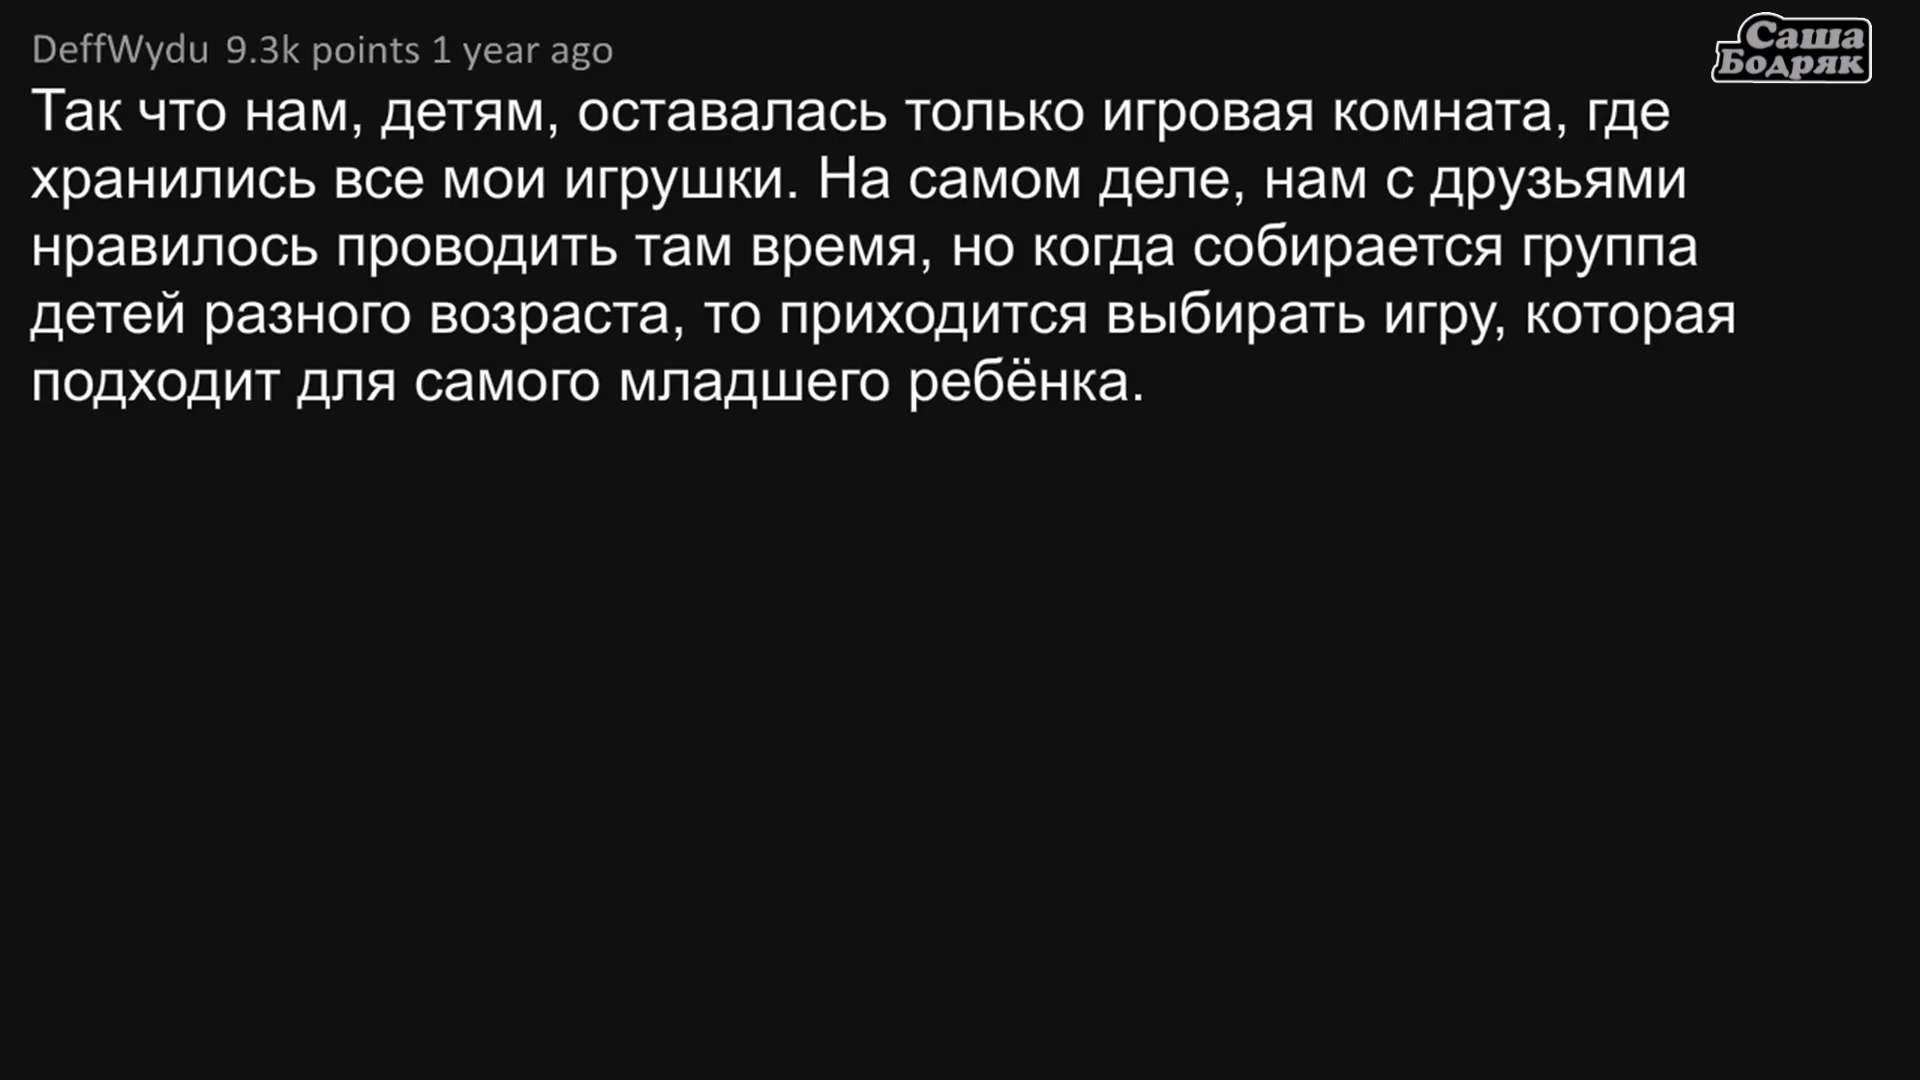 DeffWydu 9.3k points 1 year ago
Саша
Бодряк
Так что нам, детям, оставалась только игровая комната, где
хранились все мои игрушки. На самом деле, нам с друзьями
нравилось проводить там время, но когда собирается группа
детей разного возраста, то приходится выбирать игру, которая
подходит для самого младшего ребёнка.